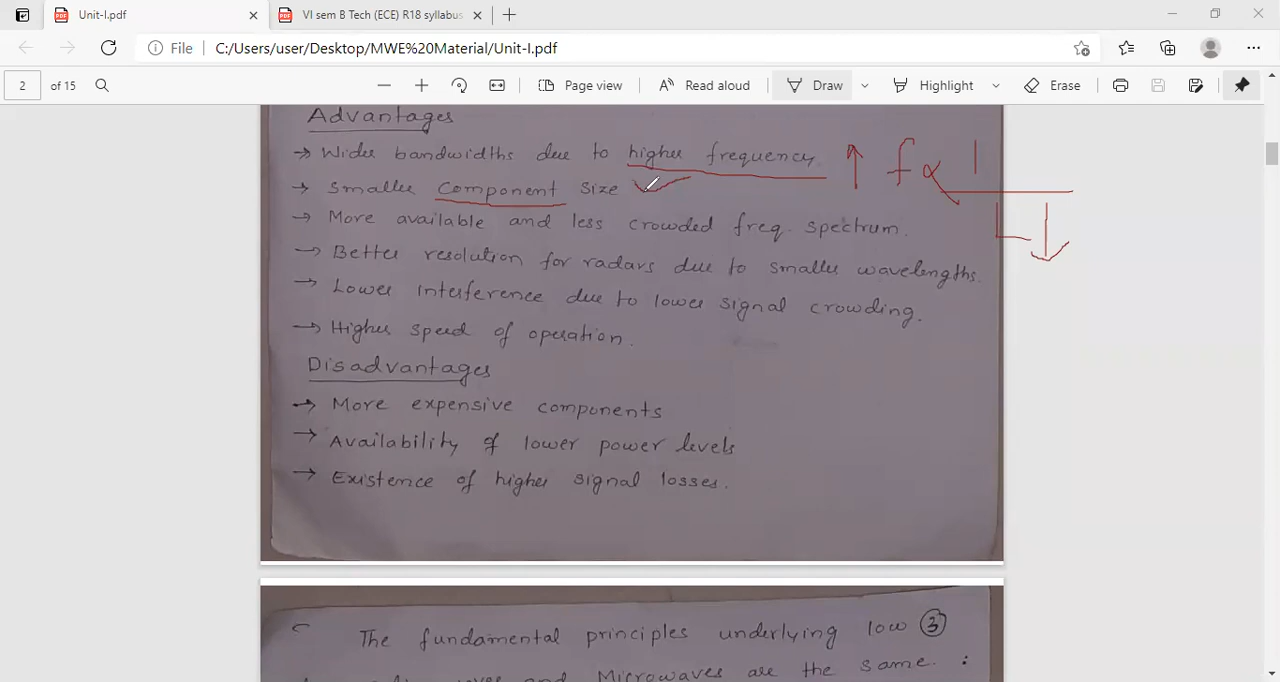 Unit-I.pdf
VI sem B Tech (ECE) R18 syllabus
File
C:/Users/user/Desktop/MWE%20Material/Unit-I.pdf
2 of 15
Page view
Read aloud
Draw
Highlight
Erase
Advantages
→ Wider bandwidths due to higher frequency. ↑ f ∝ 1
→ Smaller Component Size ✓ L ↓
→ More available and less crowded freq. spectrum.
→ Better resolution for radars due to smaller wavelengths.
→ Lower interference due to lower signal crowding.
→ Higher speed of operation.
Disadvantages
→ More expensive components
→ Availability of lower power levels
→ Existence of higher signal losses.
The fundamental principles underlying low 3
and Microwaves are the same.